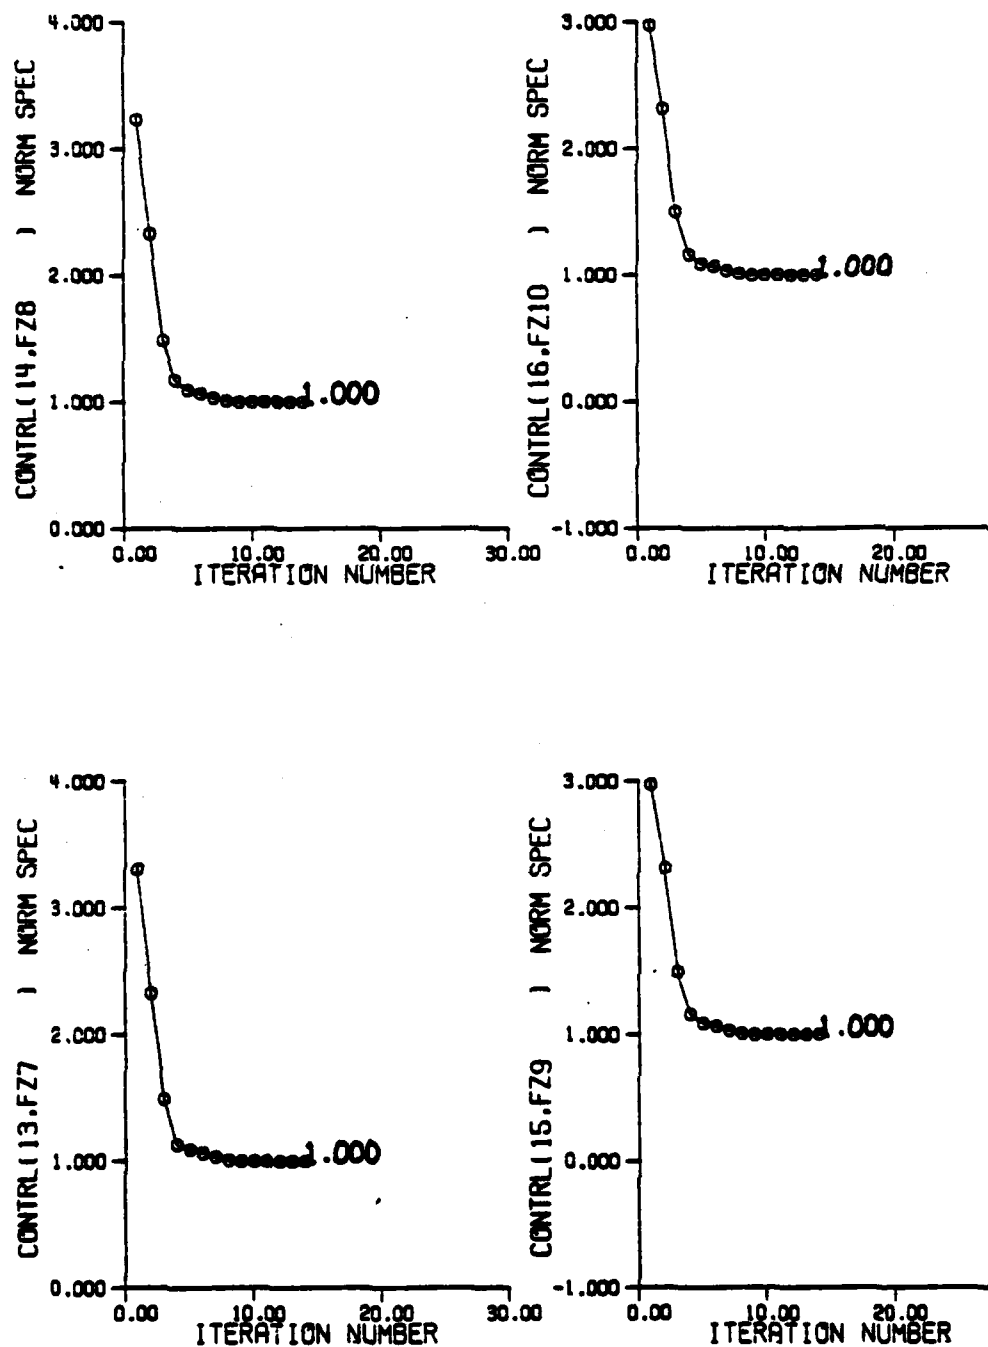 4.000
3.000
2.000
1.000
0.000
CONTRL(14.FZ8 ) NORM SPEC
1.000
0.00 10.00 20.00 30.00
ITERATION NUMBER
3.000
2.000
1.000
0.000
-1.000
CONTRL(16.FZ10 ) NORM SPEC
1.000
0.00 10.00 20.00
ITERATION NUMBER
4.000
3.000
2.000
1.000
0.000
CONTRL(13.FZ7 ) NORM SPEC
1.000
0.00 10.00 20.00 30.00
ITERATION NUMBER
3.000
2.000
1.000
0.000
-1.000
CONTRL(15.FZ9 ) NORM SPEC
1.000
0.00 10.00 20.00
ITERATION NUMBER